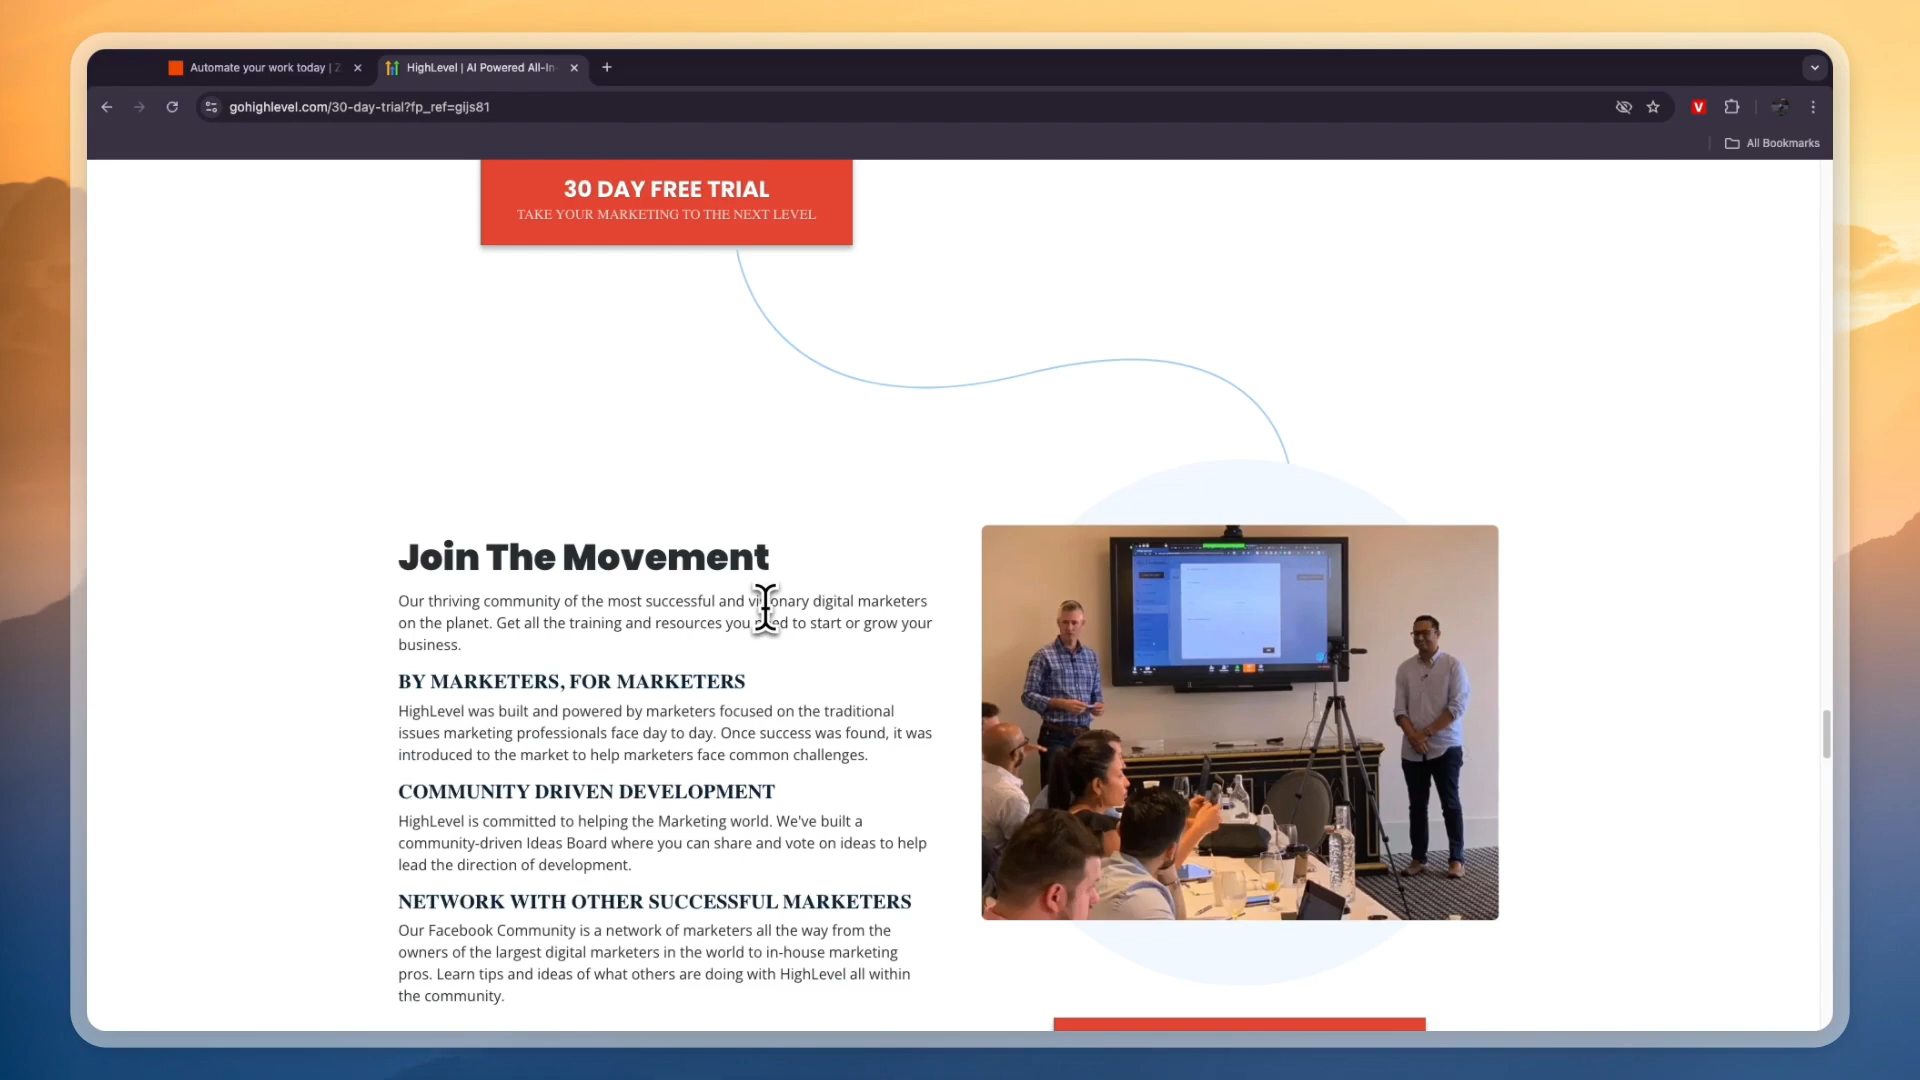 Automate your work today | Z
HighLevel | AI Powered All-In-
gohighlevel.com/30-day-trial?fp_ref=gijs81
All Bookmarks
30 DAY FREE TRIAL
TAKE YOUR MARKETING TO THE NEXT LEVEL
Join The Movement
Our thriving community of the most successful and visionary digital marketers
on the planet. Get all the training and resources you need to start or grow your
business.
BY MARKETERS, FOR MARKETERS
HighLevel was built and powered by marketers focused on the traditional
issues marketing professionals face day to day. Once success was found, it was
introduced to the market to help marketers face common challenges.
COMMUNITY DRIVEN DEVELOPMENT
HighLevel is committed to helping the Marketing world. We've built a
community-driven Ideas Board where you can share and vote on ideas to help
lead the direction of development.
NETWORK WITH OTHER SUCCESSFUL MARKETERS
Our Facebook Community is a network of marketers all the way from the
owners of the largest digital marketers in the world to in-house marketing
pros. Learn tips and ideas of what others are doing with HighLevel all within
the community.